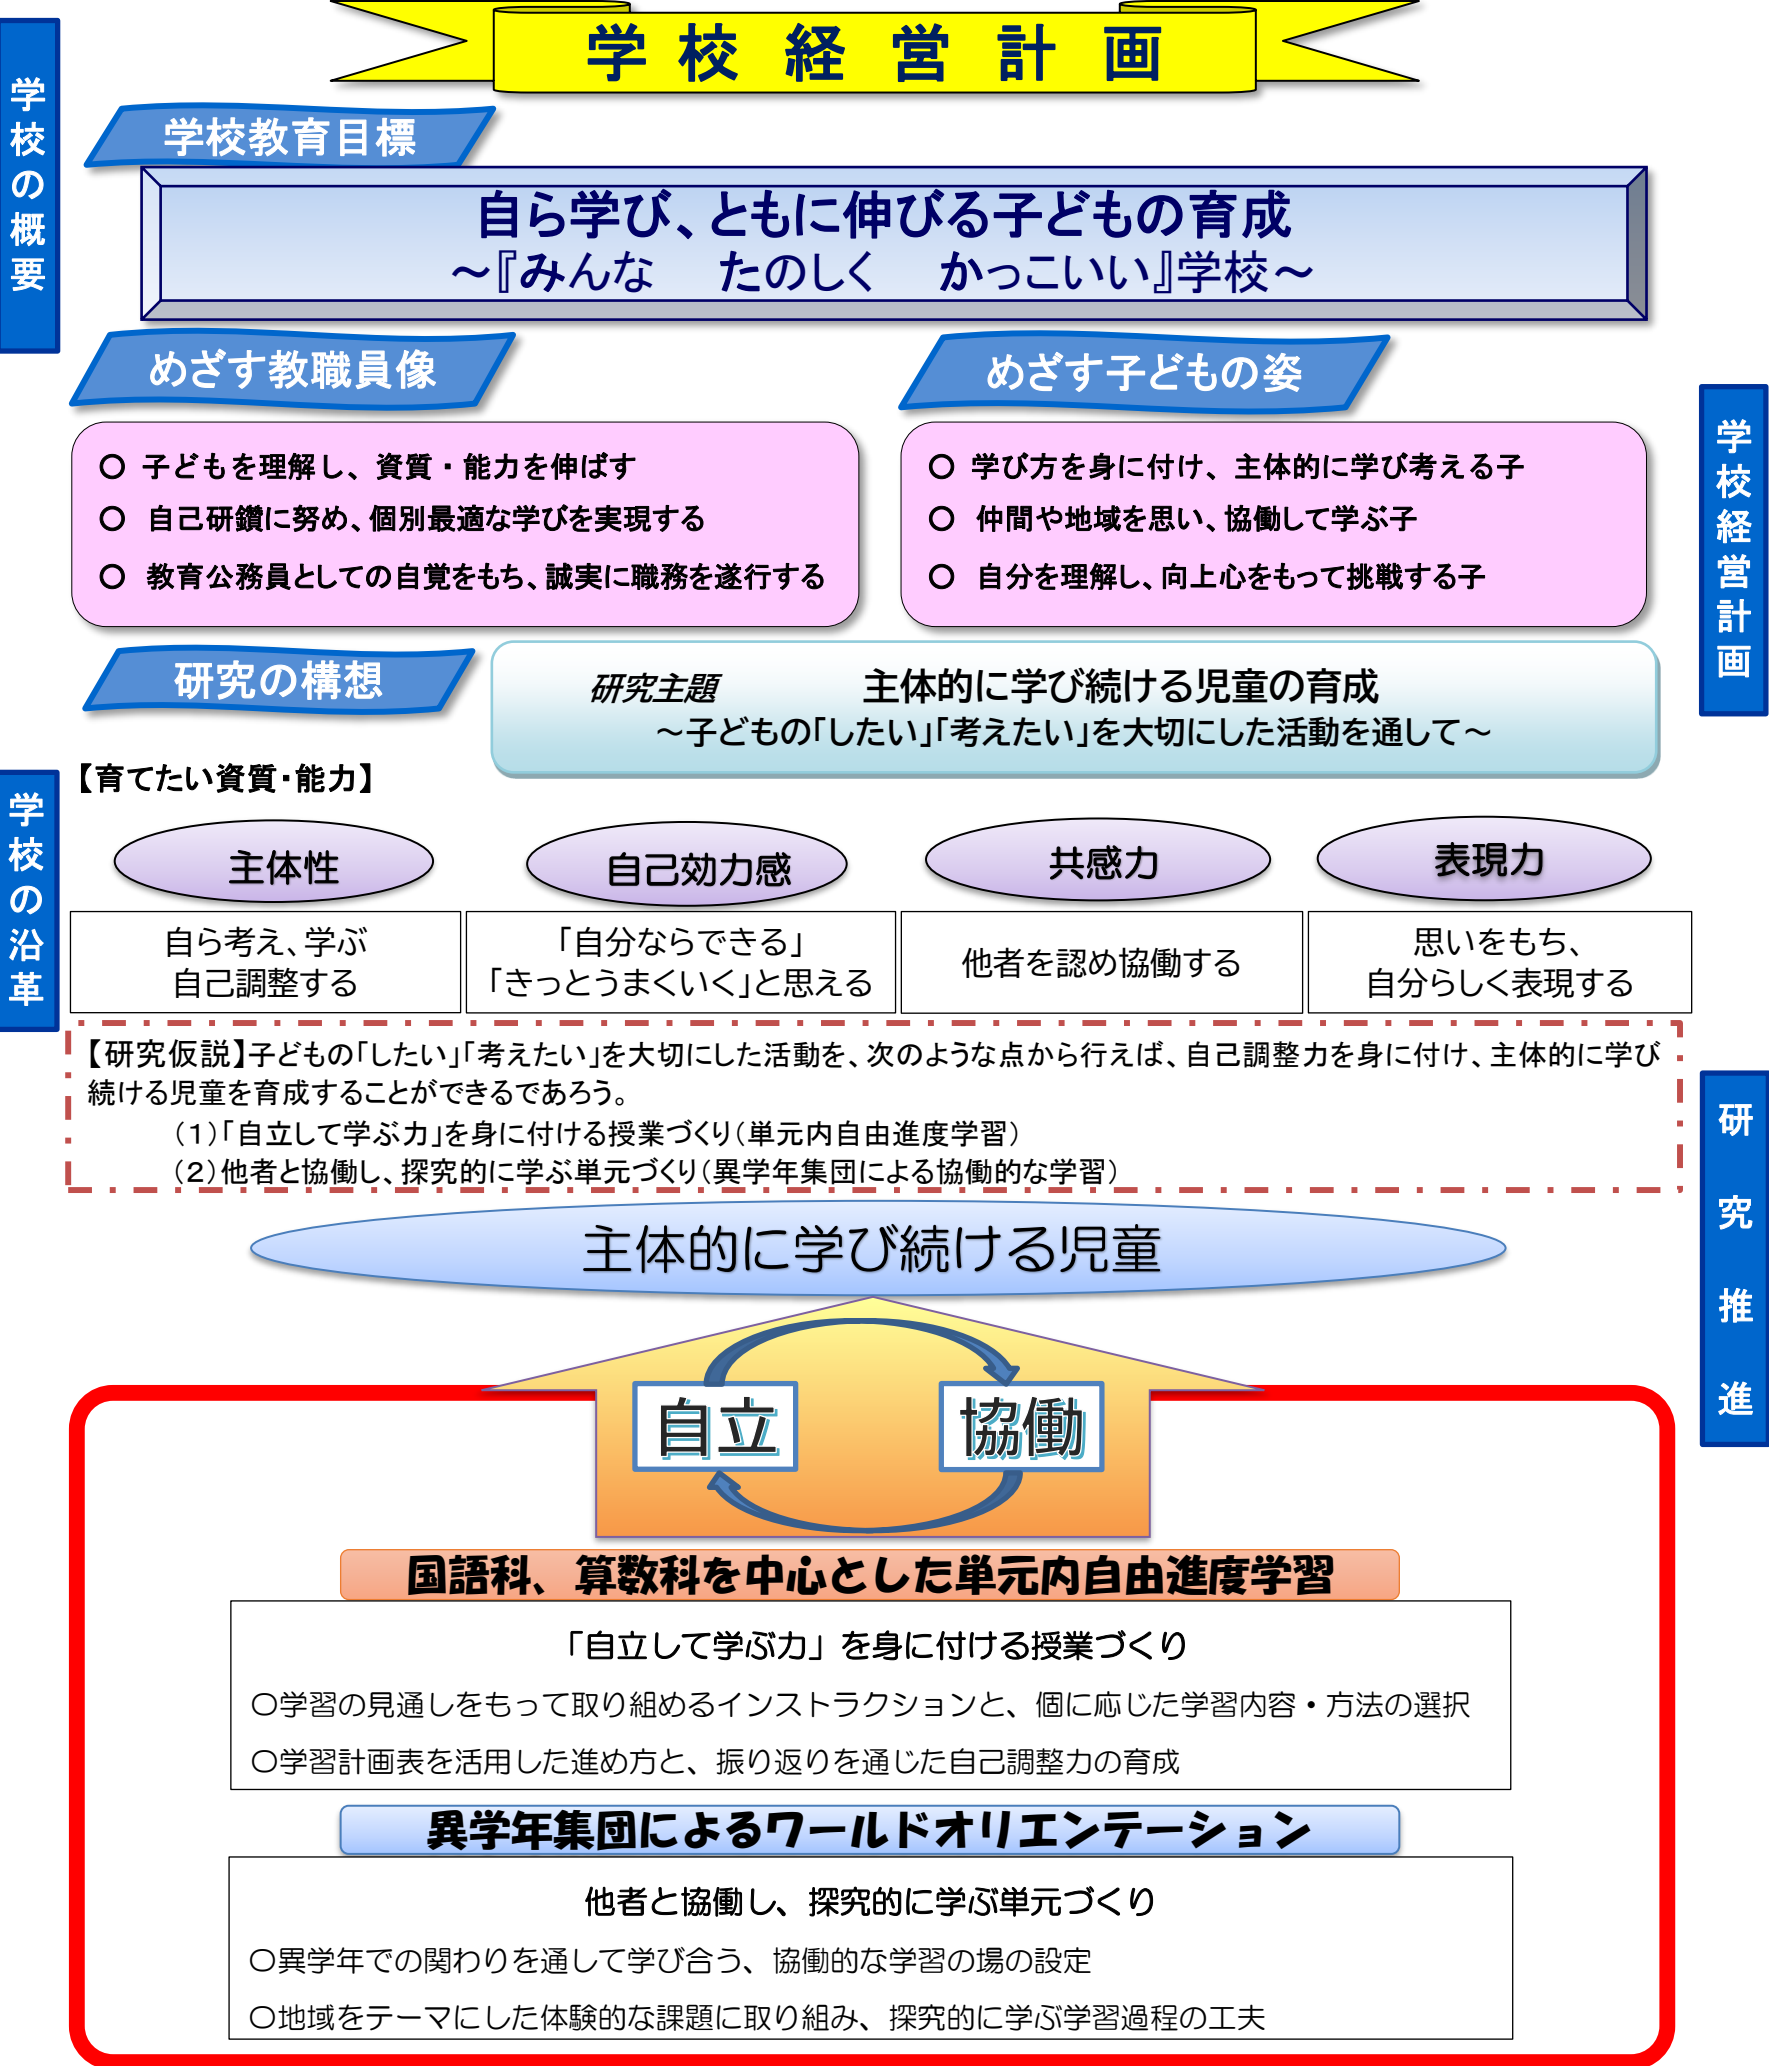 学校経営計画
学校の概要
学校教育目標
自ら学び、ともに伸びる子どもの育成
～『みんな　たのしく　かっこいい』学校～
めざす教職員像
○ 子どもを理解し、資質・能力を伸ばす
○ 自己研鑽に努め、個別最適な学びを実現する
○ 教育公務員としての自覚をもち、誠実に職務を遂行する
めざす子どもの姿
○ 学び方を身に付け、主体的に学び考える子
○ 仲間や地域を思い、協働して学ぶ子
○ 自分を理解し、向上心をもって挑戦する子
学校経営計画
研究の構想
研究主題　主体的に学び続ける児童の育成
～子どもの「したい」「考えたい」を大切にした活動を通して～
【育てたい資質・能力】
学校の沿革
主体性
自ら考え、学ぶ
自己調整する
自己効力感
「自分ならできる」
「きっとうまくいく」と思える
共感力
他者を認め協働する
表現力
思いをもち、
自分らしく表現する
【研究仮説】子どもの「したい」「考えたい」を大切にした活動を、次のような点から行えば、自己調整力を身に付け、主体的に学び
続ける児童を育成することができるであろう。
（１）「自立して学ぶ力」を身に付ける授業づくり（単元内自由進度学習）
（２）他者と協働し、探究的に学ぶ単元づくり（異学年集団による協働的な学習）
研究推進
主体的に学び続ける児童
自立
協働
国語科、算数科を中心とした単元内自由進度学習
「自立して学ぶ力」を身に付ける授業づくり
○学習の見通しをもって取り組めるインストラクションと、個に応じた学習内容・方法の選択
○学習計画表を活用した進め方と、振り返りを通じた自己調整力の育成
異学年集団によるワールドオリエンテーション
他者と協働し、探究的に学ぶ単元づくり
○異学年での関わりを通して学び合う、協働的な学習の場の設定
○地域をテーマにした体験的な課題に取り組み、探究的に学ぶ学習過程の工夫